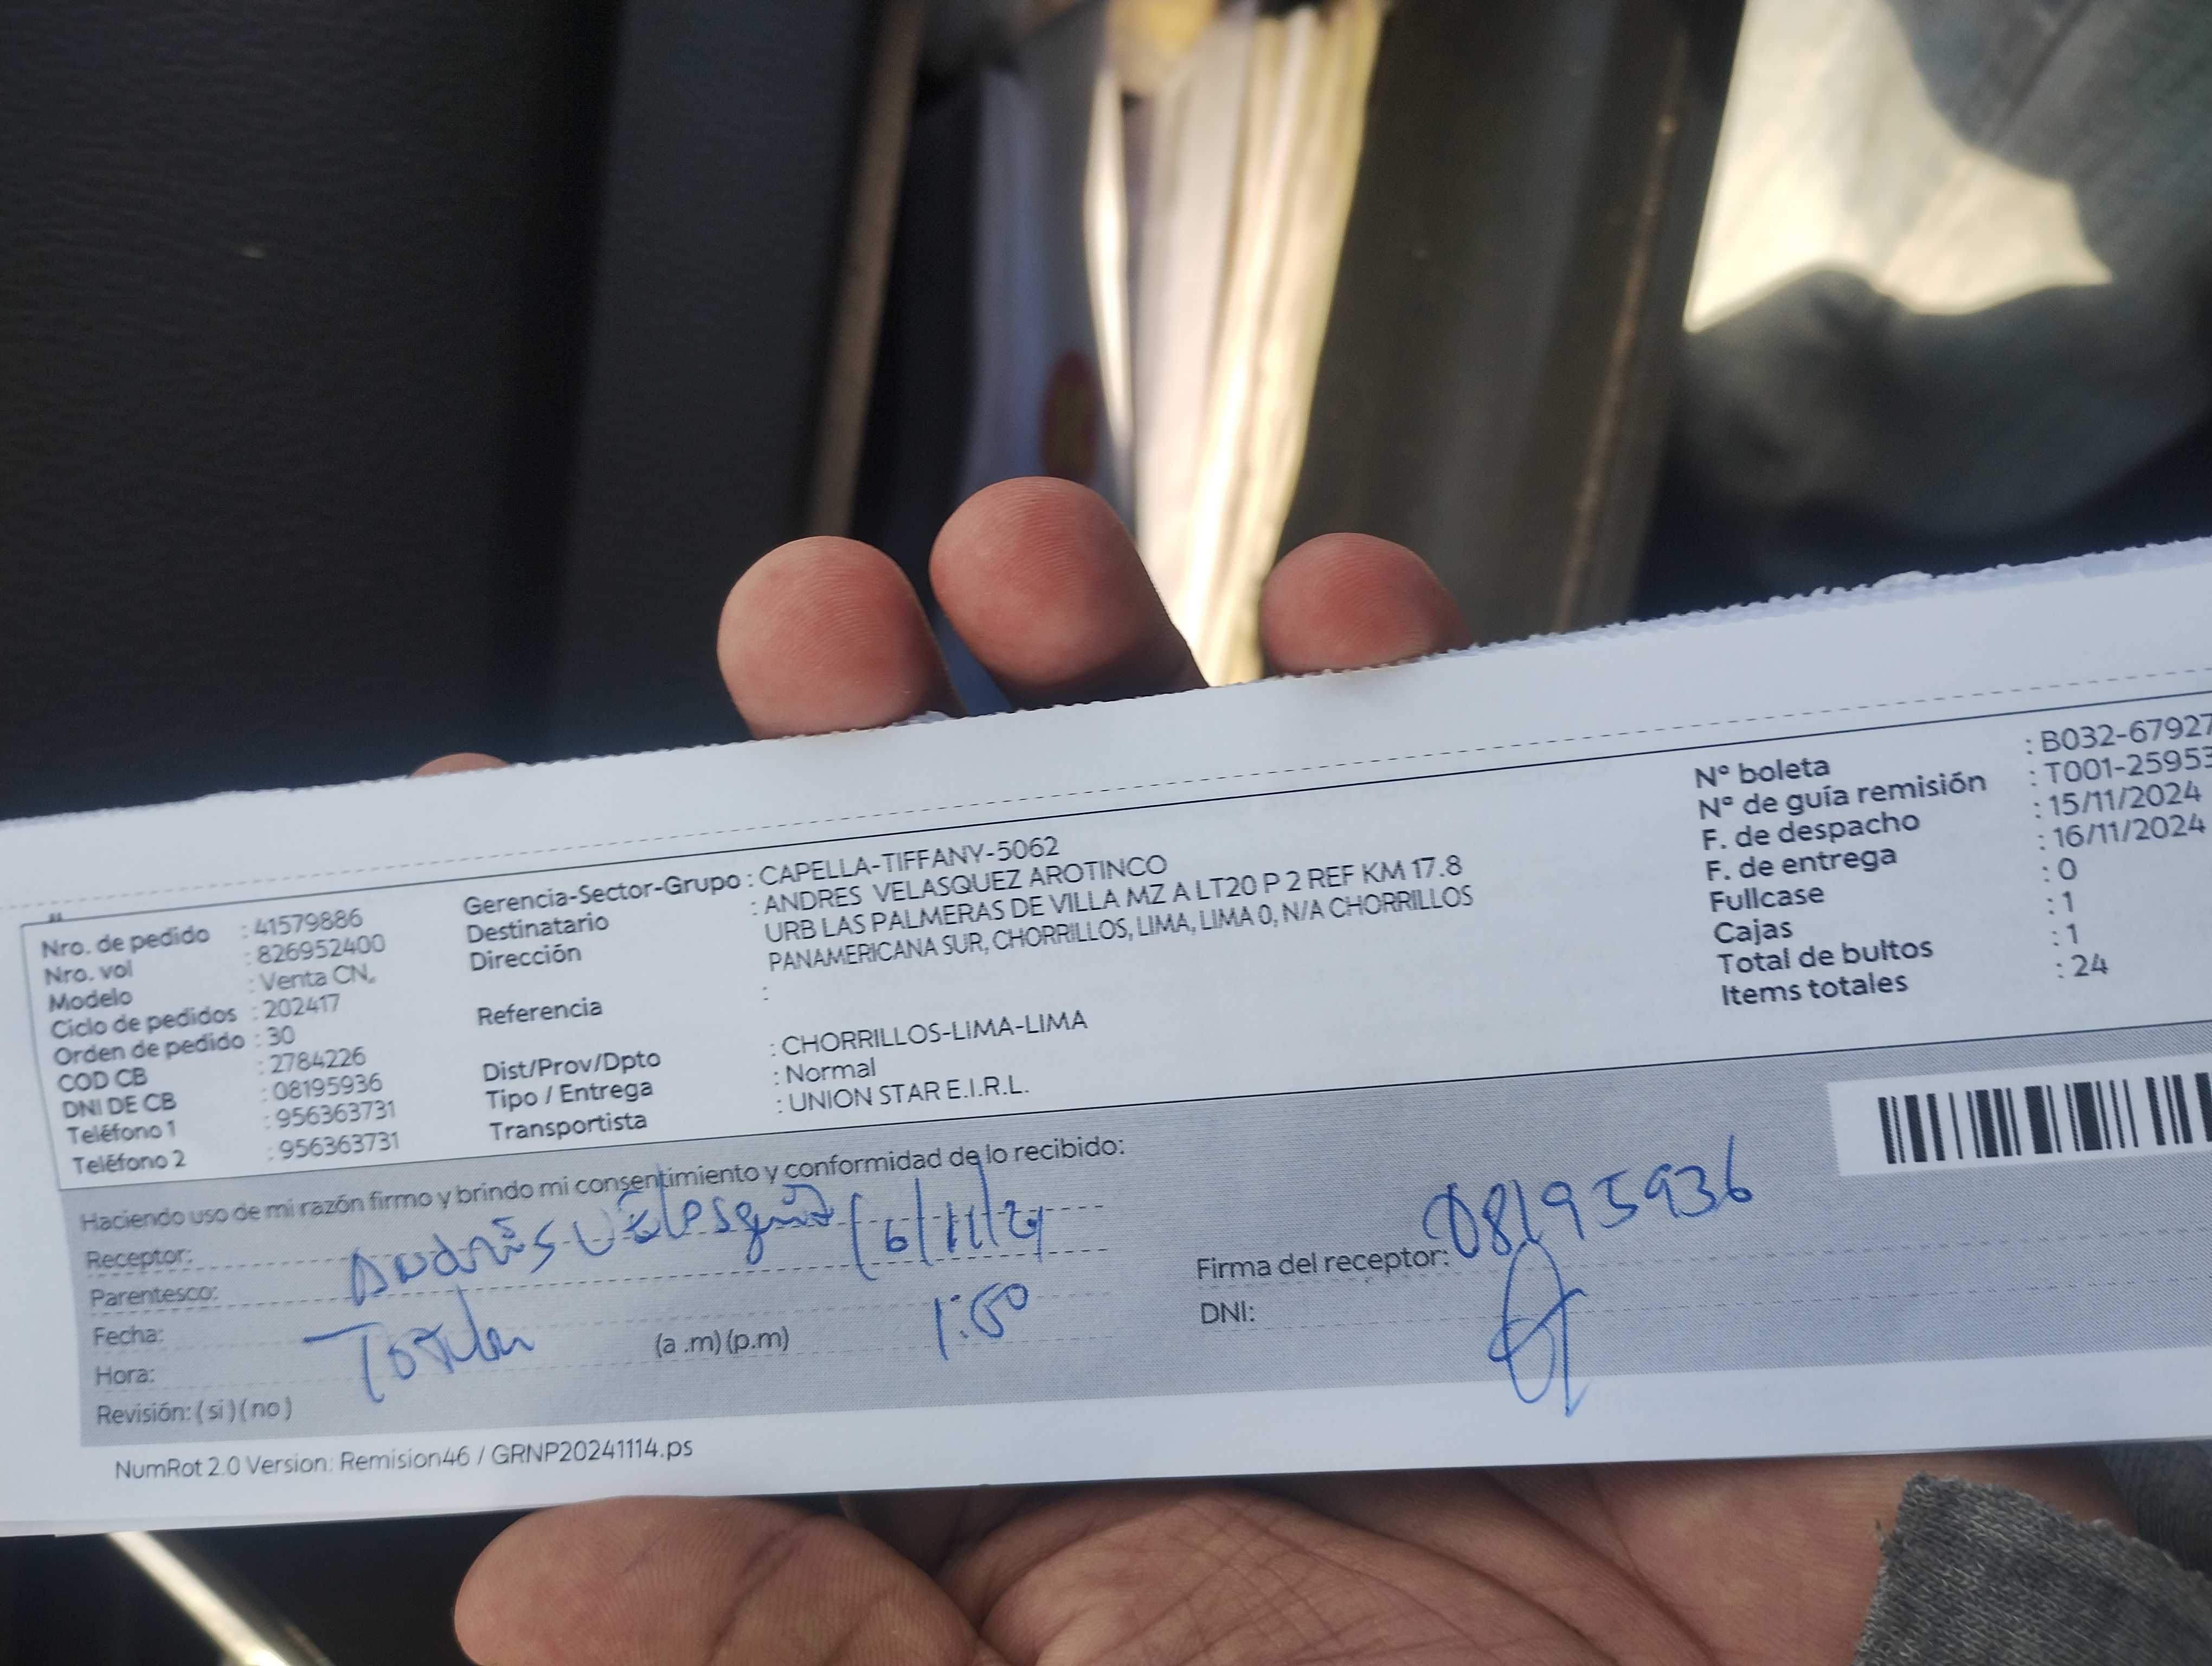 Nro. de pedido : 41579886
Nro. vol : 826952400
Modelo : Venta CN.
Ciclo de pedidos : 202417
Orden de pedido : 30
COD CB : 2784226
DNI DE CB : 08195936
Teléfono 1 : 956363731
Teléfono 2 : 956363731
Gerencia-Sector-Grupo : CAPELLA-TIFFANY-5062
Destinatario : ANDRES VELASQUEZ AROTINCO
Dirección : URB LAS PALMERAS DE VILLA MZ A LT20 P 2 REF KM 17.8
PANAMERICANA SUR, CHORRILLOS, LIMA, LIMA 0, N/A CHORRILLOS
Referencia :
Dist/Prov/Dpto : CHORRILLOS-LIMA-LIMA
Tipo / Entrega : Normal
Transportista : UNION STAR E.I.R.L.
N° boleta : B032-67927
N° de guía remisión : T001-25953
F. de despacho : 15/11/2024
F. de entrega : 16/11/2024
Fullcase : 0
Cajas : 1
Total de bultos : 1
Items totales : 24
Haciendo uso de mi razón firmo y brindo mi consentimiento y conformidad de lo recibido:
Receptor: Andrés Velasquez 16/11/24
Parentesco:
Fecha: Titular
Hora: (a .m) (p.m) 1:50
Revisión: ( si ) ( no )
Firma del receptor: 08195936
DNI:
NumRot 2.0 Version: Remision46 / GRNP20241114.ps